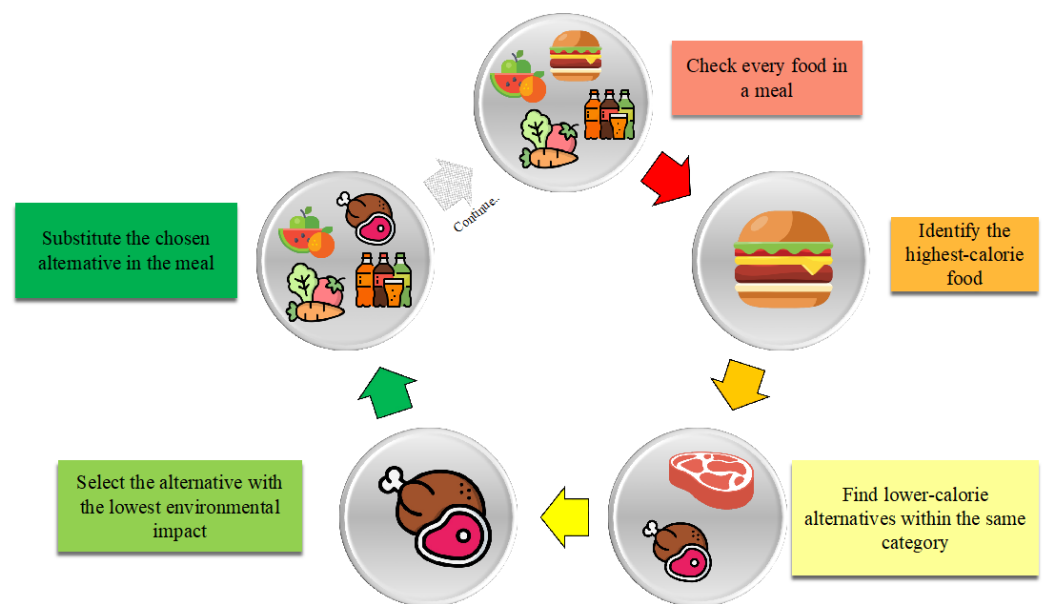 Check every food in
a meal
Identify the
highest-calorie
food
Find lower-calorie
alternatives within the same
category
Select the alternative with
the lowest environmental
impact
Substitute the chosen
alternative in the meal
Continue..